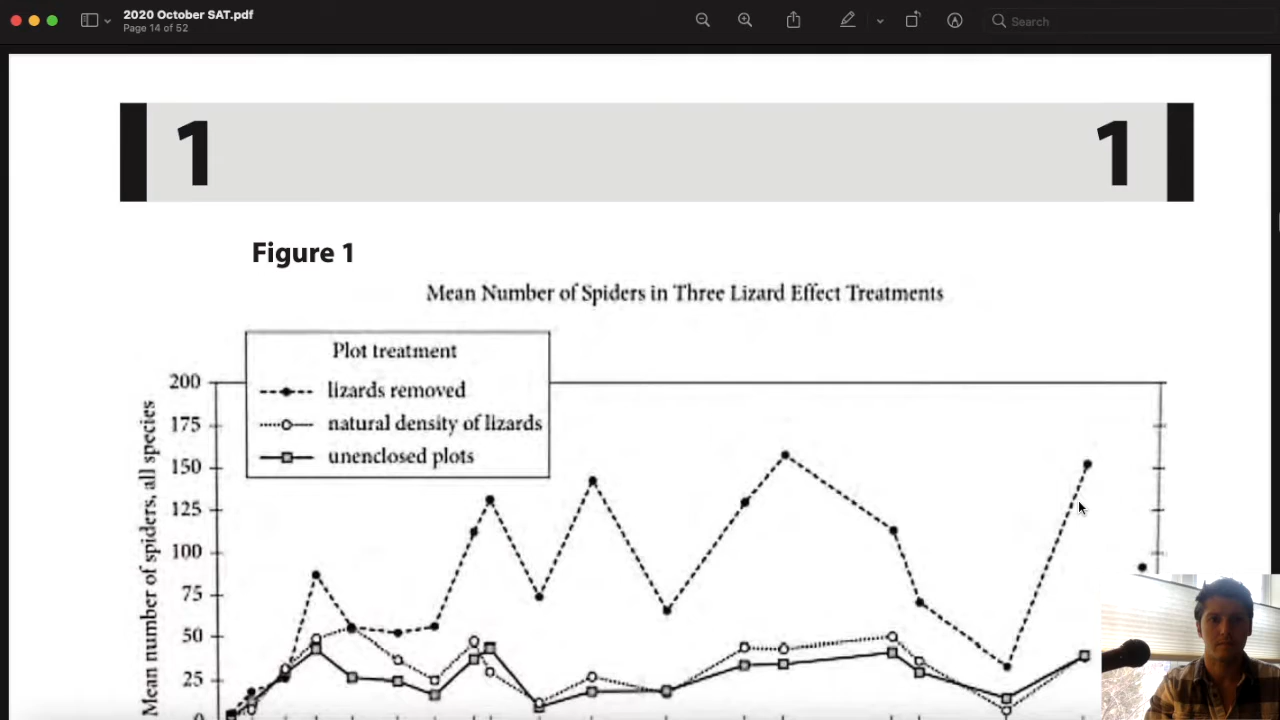 2020 October SAT.pdf
Page 14 of 52
Search
1 1
Figure 1
Mean Number of Spiders in Three Lizard Effect Treatments
Plot treatment
lizards removed
natural density of lizards
unenclosed plots
Mean number of spiders, all species
200
175
150
125
100
75
50
25
0